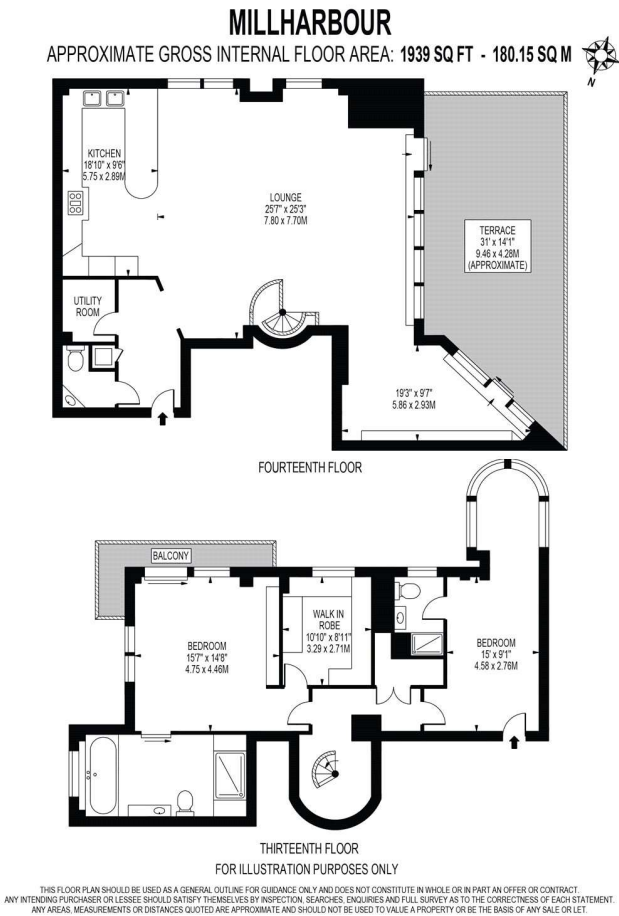 MILLHARBOUR
APPROXIMATE GROSS INTERNAL FLOOR AREA: 1939 SQ FT - 180.15 SQ M
N
KITCHEN
18'10" x 9'6"
5.75 x 2.89M
LOUNGE
25'7" x 25'3"
7.80 x 7.70M
TERRACE
31' x 14'1"
9.46 x 4.28M
(APPROXIMATE)
UTILITY
ROOM
19'3" x 9'7"
5.86 x 2.93M
FOURTEENTH FLOOR
BALCONY
BEDROOM
15'7" x 14'8"
4.75 x 4.46M
WALK IN
ROBE
10'10" x 8'11"
3.29 x 2.71M
BEDROOM
15' x 9'1"
4.58 x 2.76M
THIRTEENTH FLOOR
FOR ILLUSTRATION PURPOSES ONLY
THIS FLOOR PLAN SHOULD BE USED AS A GENERAL OUTLINE FOR GUIDANCE ONLY AND DOES NOT CONSTITUTE IN WHOLE OR IN PART AN OFFER OR CONTRACT.
ANY INTENDING PURCHASER OR LESSEE SHOULD SATISFY THEMSELVES BY INSPECTION, SEARCHES, ENQUIRIES AND FULL SURVEY AS TO THE CORRECTNESS OF EACH STATEMENT.
ANY AREAS, MEASUREMENTS OR DISTANCES QUOTED ARE APPROXIMATE AND SHOULD NOT BE USED TO VALUE A PROPERTY OR BE THE BASIS OF ANY SALE OR LET.